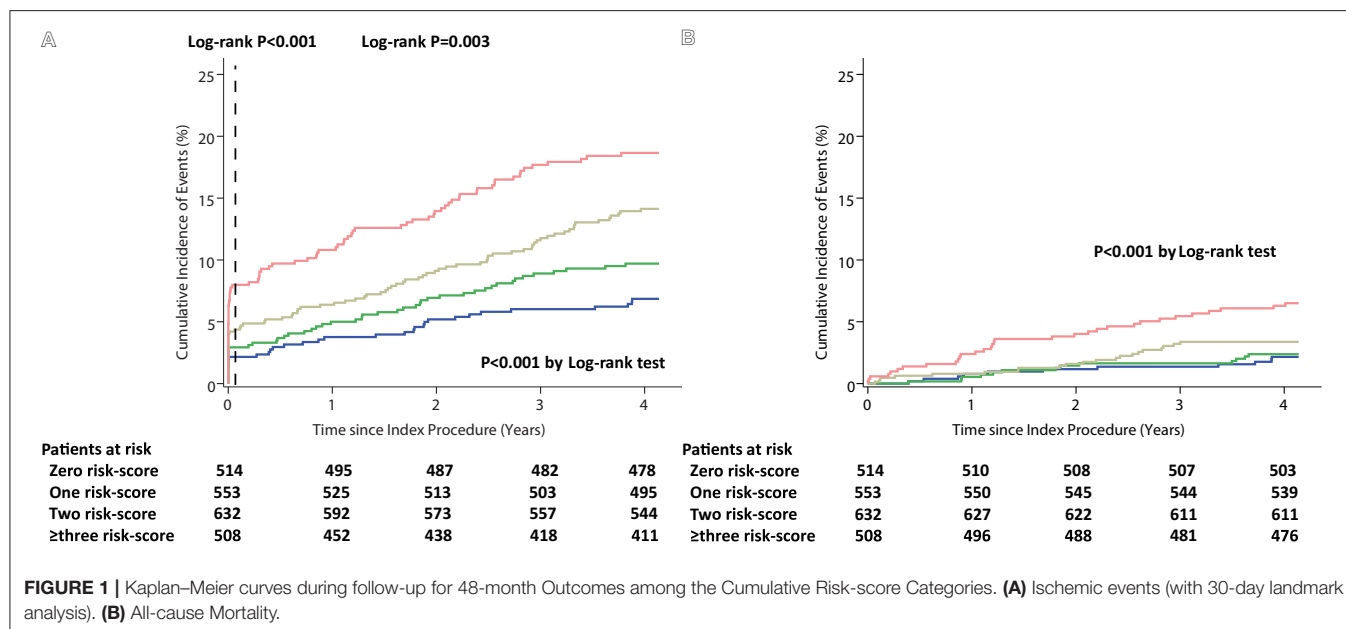 A
Log-rank P<0.001 Log-rank P=0.003
25
20
15
10
5
0
Cumulative Incidence of Events (%)
P<0.001 by Log-rank test
0 1 2 3 4
Time since Index Procedure (Years)
Patients at risk
Zero risk-score 514 495 487 482 478
One risk-score 553 525 513 503 495
Two risk-score 632 592 573 557 544
≥three risk-score 508 452 438 418 411
B
25
20
15
10
5
0
Cumulative Incidence of Events (%)
P<0.001 by Log-rank test
0 1 2 3 4
Time since Index Procedure (Years)
Patients at risk
Zero risk-score 514 510 508 507 503
One risk-score 553 550 545 544 539
Two risk-score 632 627 622 611 611
≥three risk-score 508 496 488 481 476
FIGURE 1 | Kaplan–Meier curves during follow-up for 48-month Outcomes among the Cumulative Risk-score Categories. (A) Ischemic events (with 30-day landmark
analysis). (B) All-cause Mortality.